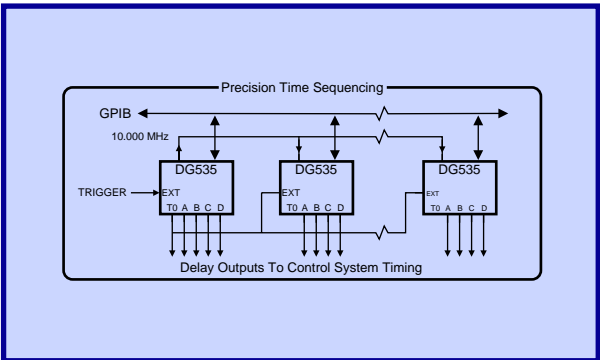 Precision Time Sequencing
GPIB
10.000 MHz
DG535 DG535 DG535
TRIGGER EXT EXT EXT
T0 A B C D T0 A B C D T0 A B C D
Delay Outputs To Control System Timing